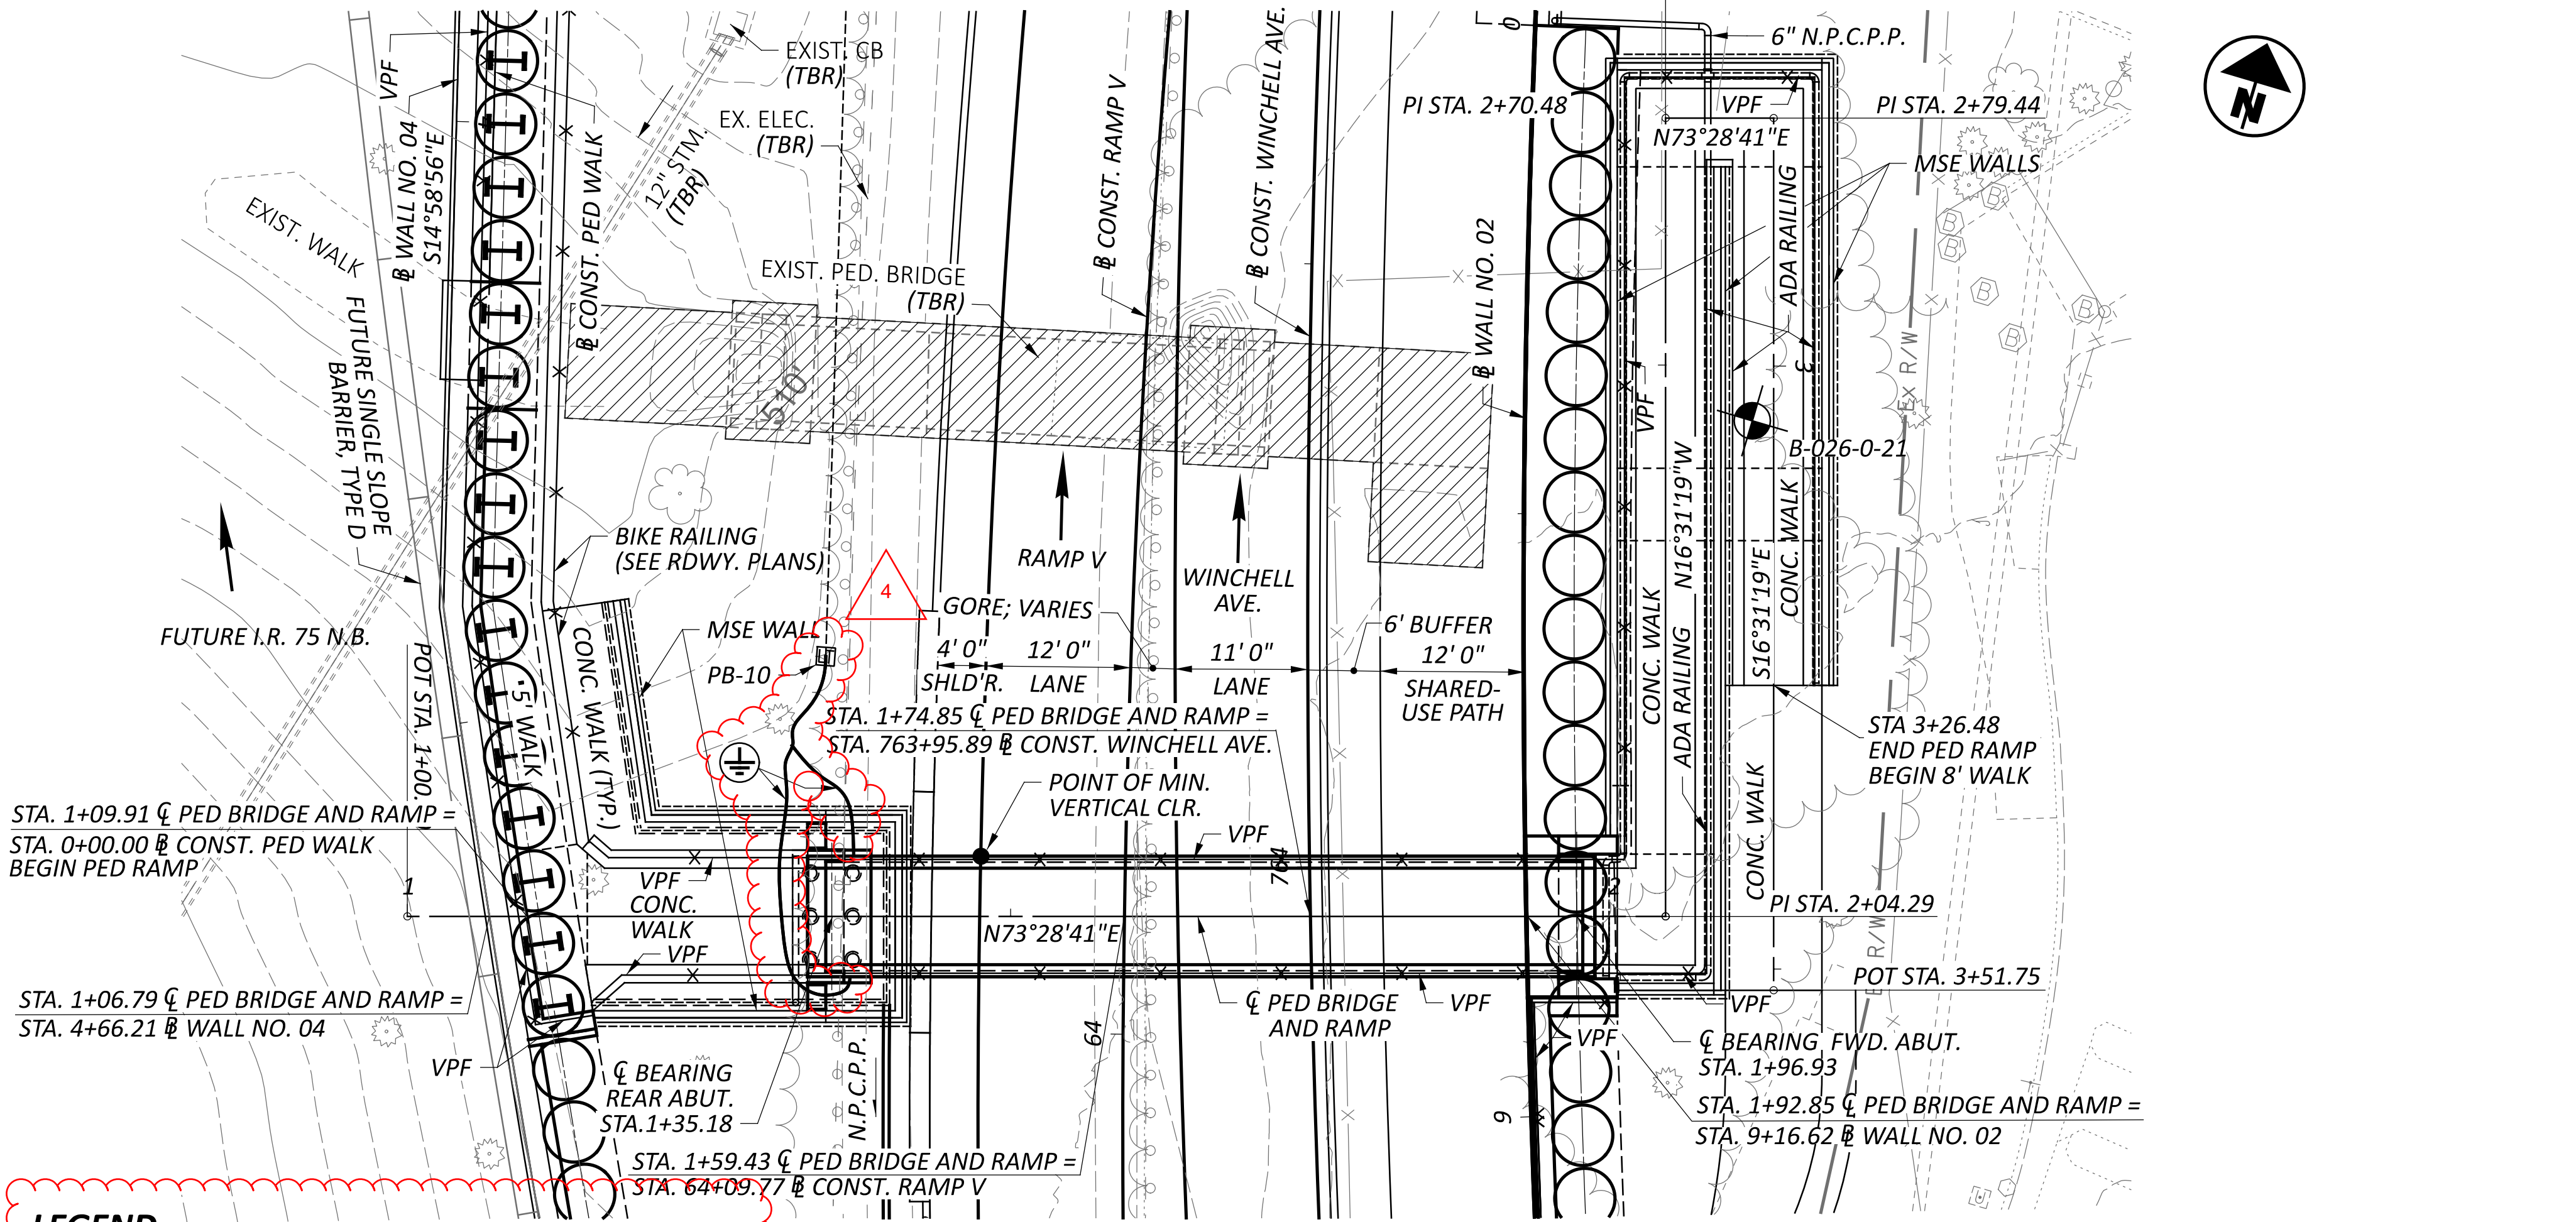 VPF
℄ WALL NO. 04
S14°58'56"E
EXIST. WALK
FUTURE SINGLE SLOPE
BARRIER, TYPE D
FUTURE I.R. 75 N.B.
POT STA. 1+00.
EXIST. CB
(TBR)
EX. ELEC.
(TBR)
12" STM.
(TBR)
Ⓑ CONST. PED WALK
EXIST. PED. BRIDGE
(TBR)
510'
BIKE RAILING
(SEE RDWY. PLANS)
CONC. WALK (TYP.)
5' WALK
MSE WALL
PB-10
4
Ⓑ CONST. RAMP V
Ⓑ CONST. WINCHELL AVE.
RAMP V
WINCHELL
AVE.
GORE; VARIES
4' 0"
SHLD'R.
12' 0"
LANE
11' 0"
LANE
6' BUFFER
12' 0"
SHARED-
USE PATH
STA. 1+74.85 ℄ PED BRIDGE AND RAMP =
STA. 763+95.89 Ⓑ CONST. WINCHELL AVE.
POINT OF MIN.
VERTICAL CLR.
VPF
764
STA. 1+09.91 ℄ PED BRIDGE AND RAMP =
STA. 0+00.00 Ⓑ CONST. PED WALK
BEGIN PED RAMP
1
VPF
CONC.
WALK
VPF
N73°28'41"E
STA. 1+06.79 ℄ PED BRIDGE AND RAMP =
STA. 4+66.21 Ⓑ WALL NO. 04
VPF
℄ BEARING
REAR ABUT.
STA.1+35.18
N.P.C.P.P.
64
℄ PED BRIDGE
AND RAMP
VPF
STA. 1+59.43 ℄ PED BRIDGE AND RAMP =
STA. 64+09.77 Ⓑ CONST. RAMP V
LEGEND
0
6" N.P.C.P.P.
PI STA. 2+70.48
VPF
PI STA. 2+79.44
N73°28'41"E
MSE WALLS
N
Ⓑ WALL NO. 02
ADA RAILING
3
VPF
B-026-0-21
N16°31'19"W
S16°31'19"E
CONC. WALK
CONC. WALK
ADA RAILING
EX R/W
B
B
B
B
B
B
STA 3+26.48
END PED RAMP
BEGIN 8' WALK
CONC. WALK
2
PI STA. 2+04.29
E R/W
POT STA. 3+51.75
VPF
VPF
℄ BEARING FWD. ABUT.
STA. 1+96.93
9
STA. 1+92.85 ℄ PED BRIDGE AND RAMP =
STA. 9+16.62 Ⓑ WALL NO. 02